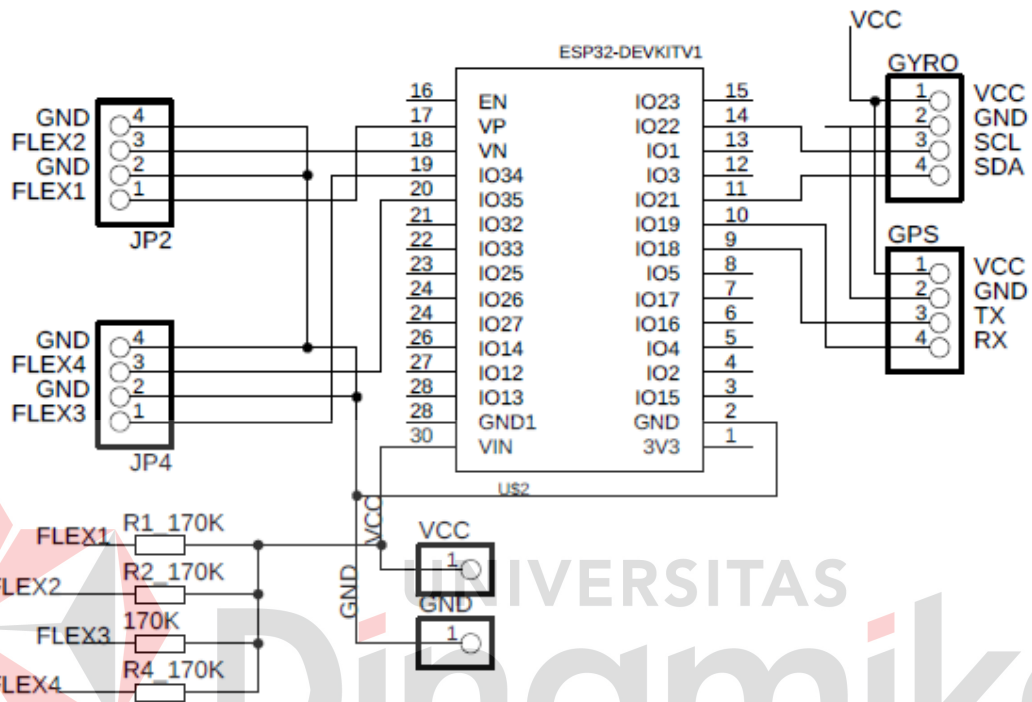 VCC
ESP32-DEVKITV1
GYRO
1 VCC
2 GND
3 SCL
4 SDA
GPS
1 VCC
2 GND
3 TX
4 RX
GND 4
FLEX2 3
GND 2
FLEX1 1
JP2
GND 4
FLEX4 3
GND 2
FLEX3 1
JP4
16 EN IO23 15
17 VP IO22 14
18 VN IO1 13
19 IO34 IO3 12
20 IO35 IO21 11
21 IO32 IO19 10
22 IO33 IO18 9
23 IO25 IO5 8
24 IO26 IO17 7
24 IO27 IO16 6
26 IO14 IO4 5
27 IO12 IO2 4
28 IO13 IO15 3
28 GND1 GND 2
30 VIN 3V3 1
U$2
VCC
GND
VCC
1
GND
1
FLEX1 R1_170K
FLEX2 R2_170K
FLEX3 170K
FLEX4 R4_170K
UNIVERSITAS
Dinamika